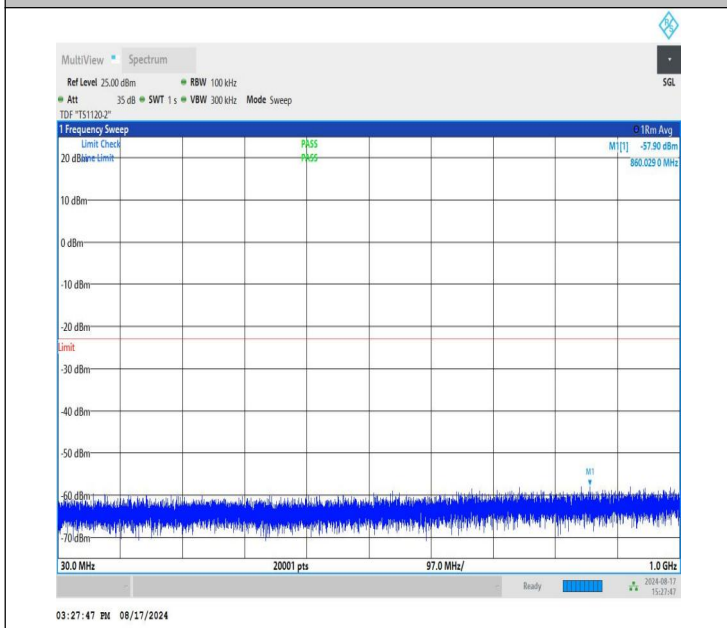 MultiView Spectrum
Ref Level 25.00 dBm RBW 100 kHz SGL
Att 35 dB SWT 1 s VBW 300 kHz Mode Sweep
TDF "TS1120-2"
1 Frequency Sweep 1Rm Avg
Limit Check PASS M1[1] -57.90 dBm
20 dBm Line Limit PASS 860.029 0 MHz
10 dBm
0 dBm
-10 dBm
-20 dBm
Limit
-30 dBm
-40 dBm
-50 dBm
M1
-60 dBm
-70 dBm
30.0 MHz 20001 pts 97.0 MHz/ 1.0 GHz
Ready 2024-08-17
15:27:47
03:27:47 PM 08/17/2024